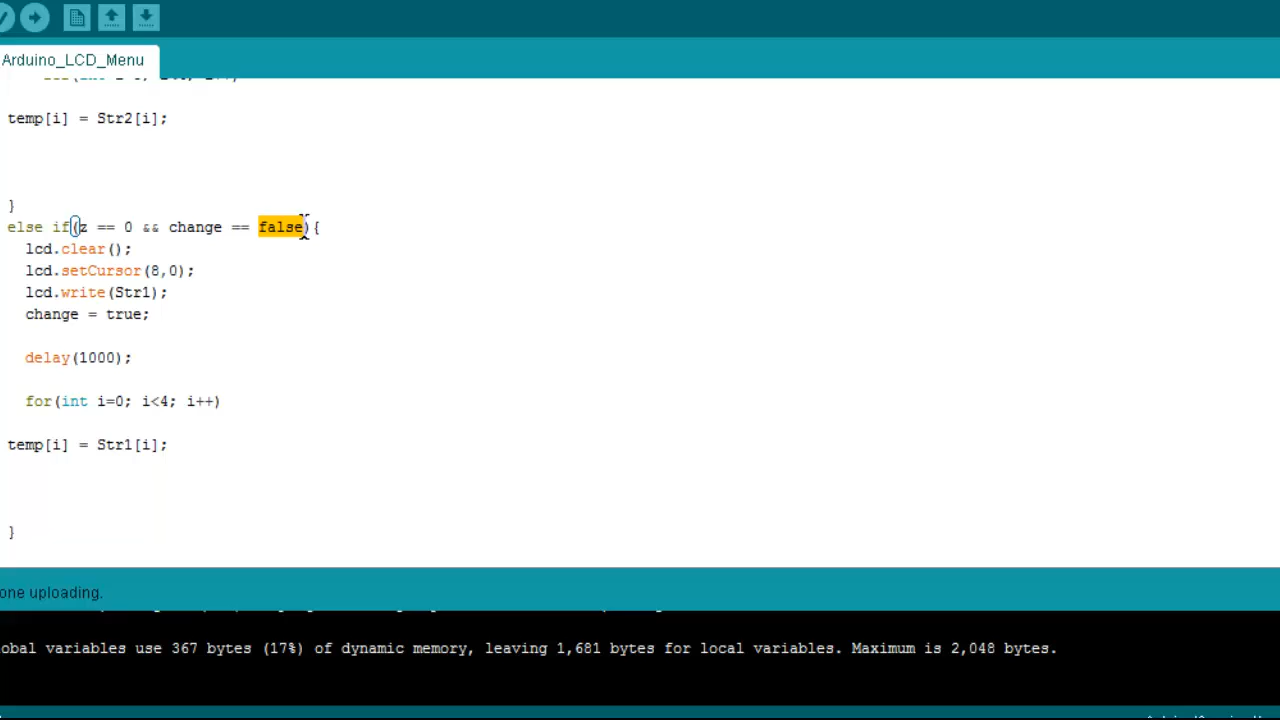 Arduino_LCD_Menu
temp[i] = Str2[i];
}
else if(z == 0 && change == false){
lcd.clear();
lcd.setCursor(8,0);
lcd.write(Str1);
change = true;
delay(1000);
for(int i=0; i<4; i++)
temp[i] = Str1[i];
}
one uploading.
obal variables use 367 bytes (17%) of dynamic memory, leaving 1,681 bytes for local variables. Maximum is 2,048 bytes.